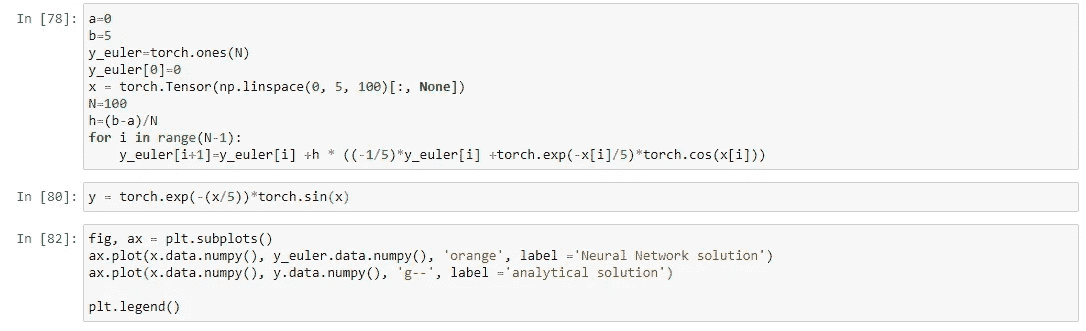 In [78]: a=0
b=5
y_euler=torch.ones(N)
y_euler[0]=0
x = torch.Tensor(np.linspace(0, 5, 100)[:, None])
N=100
h=(b-a)/N
for i in range(N-1):
    y_euler[i+1]=y_euler[i] +h * ((-1/5)*y_euler[i] +torch.exp(-x[i]/5)*torch.cos(x[i]))
In [80]: y = torch.exp(-(x/5))*torch.sin(x)
In [82]: fig, ax = plt.subplots()
ax.plot(x.data.numpy(), y_euler.data.numpy(), 'orange', label ='Neural Network solution')
ax.plot(x.data.numpy(), y.data.numpy(), 'g--', label ='analytical solution')
plt.legend()